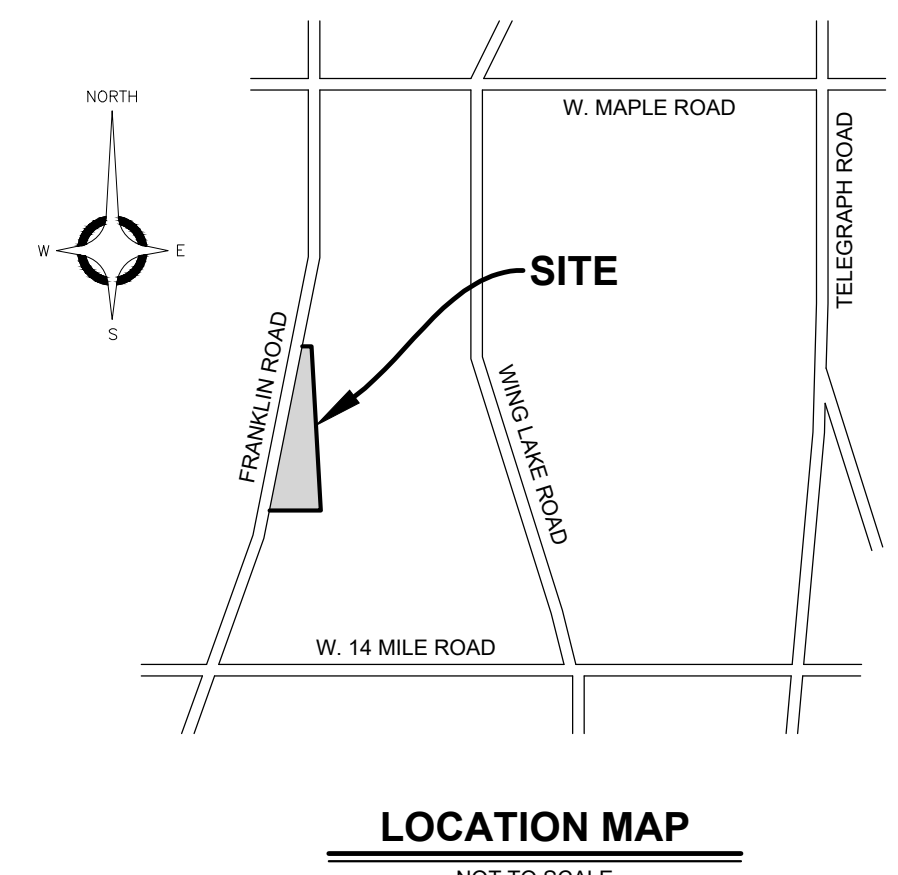 NORTH
W
E
S
W. MAPLE ROAD
TELEGRAPH ROAD
SITE
FRANKLIN ROAD
WING LAKE ROAD
W. 14 MILE ROAD
LOCATION MAP
NOT TO SCALE